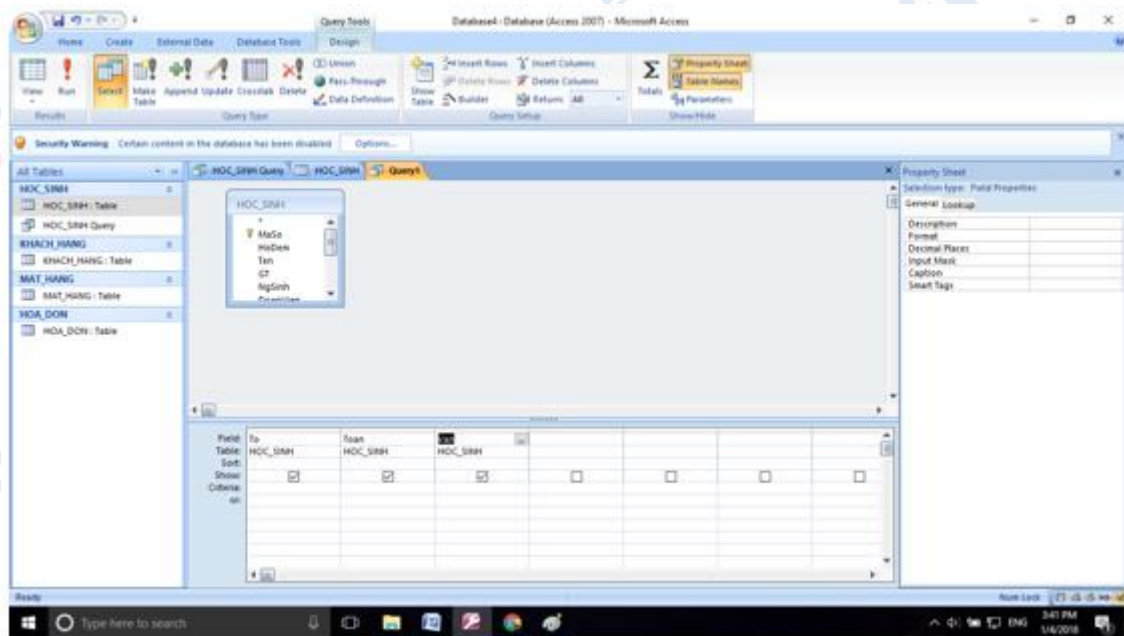 Query Tools
Database4 : Database (Access 2007) - Microsoft Access
Home Create External Data Database Tools Design
View Run Select Make Table Append Update Crosstab Delete
Union
Pass-Through
Data Definition
Show Table
Insert Rows
Delete Rows
Builder
Insert Columns
Delete Columns
Return: All
Totals
Property Sheet
Table Names
Parameters
Results Query Type Query Setup Show/Hide
Security Warning Certain content in the database has been disabled Options...
All Tables
HOC_SINH
HOC_SINH : Table
HOC_SINH Query
KHACH_HANG
KHACH_HANG : Table
MAT_HANG
MAT_HANG : Table
HOA_DON
HOA_DON : Table
HOC_SINH Query HOC_SINH Query1
HOC_SINH
*
MaSo
HoDem
Ten
GT
NgSinh
Property Sheet
Selection type: Field Properties
General Lookup
Description
Format
Decimal Places
Input Mask
Caption
Smart Tags
Field: To Toan
Table: HOC_SINH HOC_SINH HOC_SINH
Sort:
Show:
Criteria:
or:
Ready
Num Lock
Type here to search
ENG
3:41 PM
1/4/2018